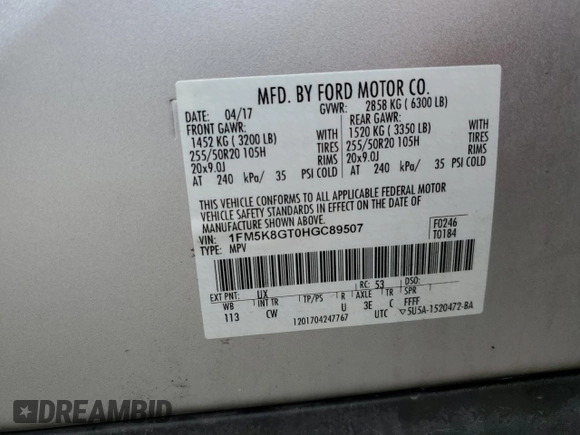 MFD. BY FORD MOTOR CO.
DATE: 04/17 GVWR: 2858 KG ( 6300 LB)
FRONT GAWR: REAR GAWR:
1452 KG ( 3200 LB) WITH 1520 KG ( 3350 LB) WITH
255/50R20 105H TIRES 255/50R20 105H TIRES
20x9.0J RIMS 20x9.0J RIMS
AT 240 kPa/ 35 PSI COLD AT 240 kPa/ 35 PSI COLD
THIS VEHICLE CONFORMS TO ALL APPLICABLE FEDERAL MOTOR
VEHICLE SAFETY STANDARDS IN EFFECT ON THE DATE OF
MANUFACTURE SHOWN ABOVE.
VIN: 1FM5K8GT0HGC89507 F0246
TYPE: MPV T0184
EXT PNT: UX RC: 53 DSO:
WB INT TR TP/PS R AXLE TR SPR
113 CW U 3E C FFFF
1201704247767 UTC ▽5U5A-1520472-BA
DREAMBID